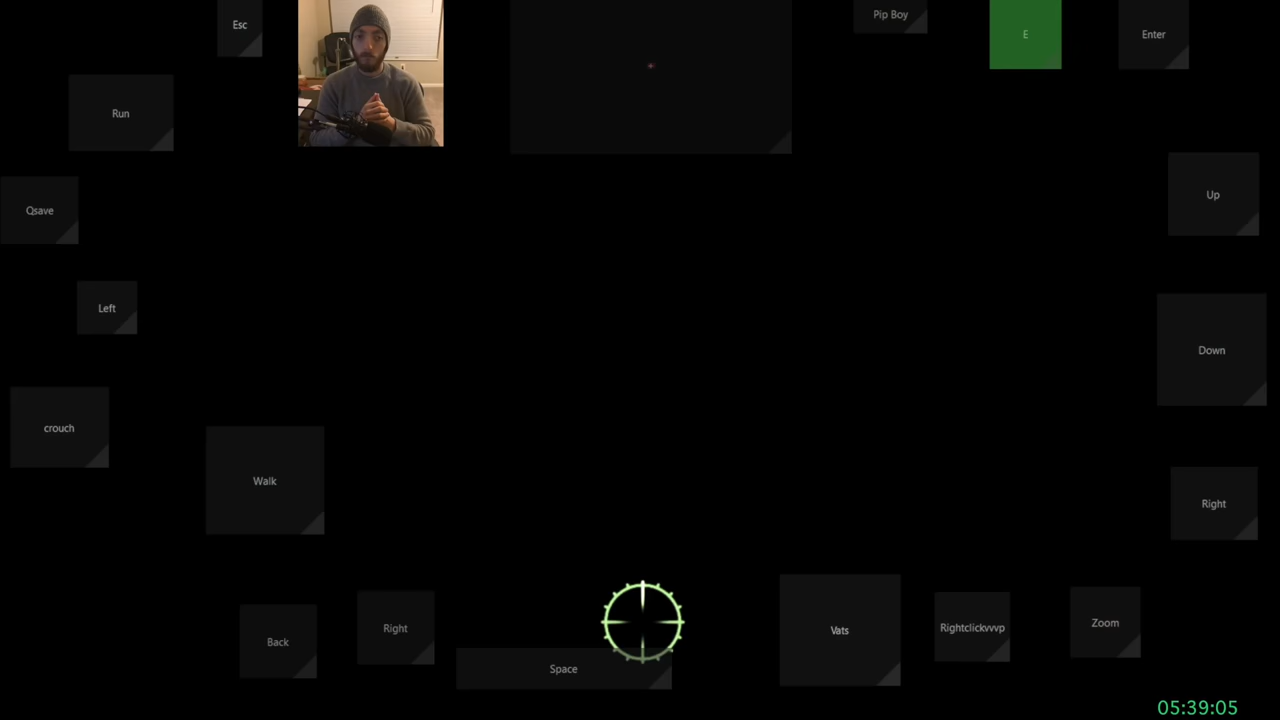 Esc
Pip Boy
E
Enter
Run
Up
Qsave
Left
Down
crouch
Walk
Right
Back
Right
Space
Vats
Rightclickvvvp
Zoom
05:39:05